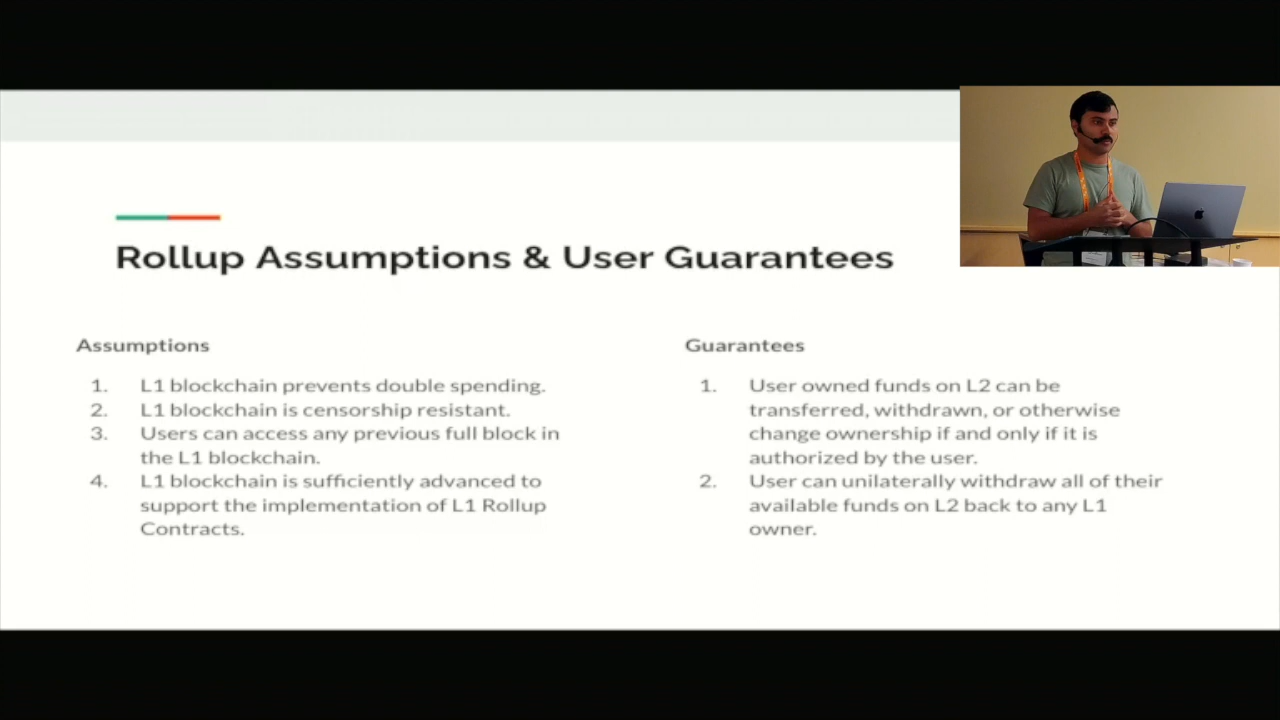 Rollup Assumptions & User Guarantees
Assumptions
1. L1 blockchain prevents double spending.
2. L1 blockchain is censorship resistant.
3. Users can access any previous full block in
the L1 blockchain.
4. L1 blockchain is sufficiently advanced to
support the implementation of L1 Rollup
Contracts.
Guarantees
1. User owned funds on L2 can be
transferred, withdrawn, or otherwise
change ownership if and only if it is
authorized by the user.
2. User can unilaterally withdraw all of their
available funds on L2 back to any L1
owner.